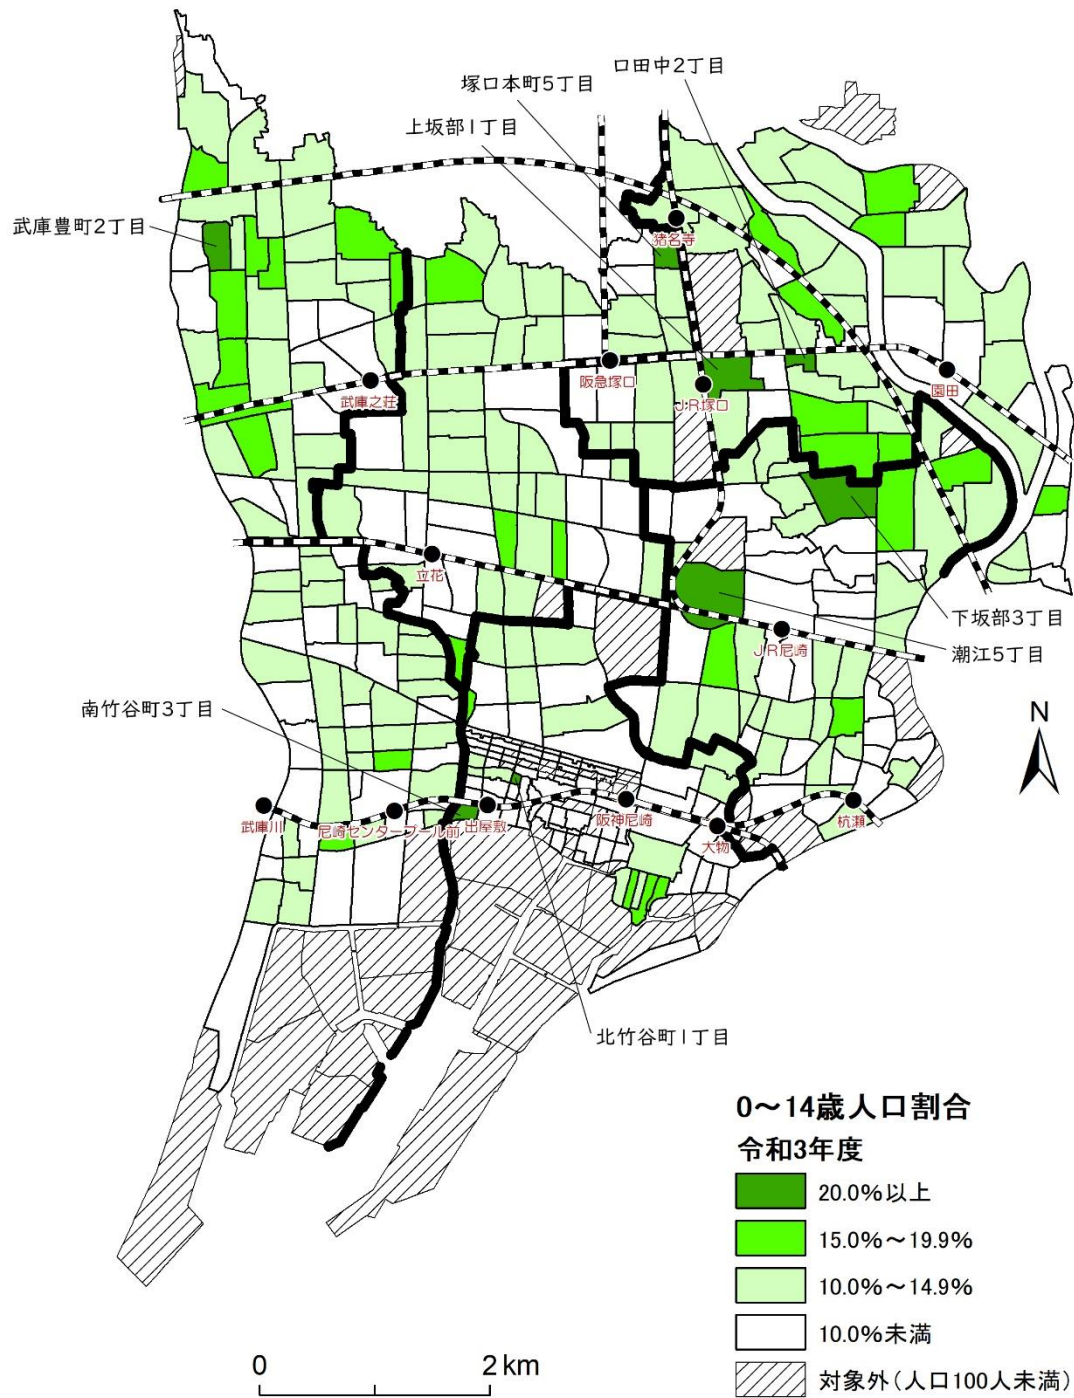 口田中2丁目
塚口本町5丁目
上坂部1丁目
武庫豊町2丁目
猪名寺
阪急塚口
武庫之荘
JR塚口
園田
立花
下坂部3丁目
JR尼崎
潮江5丁目
南竹谷町3丁目
N
武庫川
尼崎センタープール前
出屋敷
阪神尼崎
大物
杭瀬
北竹谷町1丁目
0～14歳人口割合
令和3年度
20.0%以上
15.0%～19.9%
10.0%～14.9%
10.0%未満
対象外(人口100人未満)
0 2 km